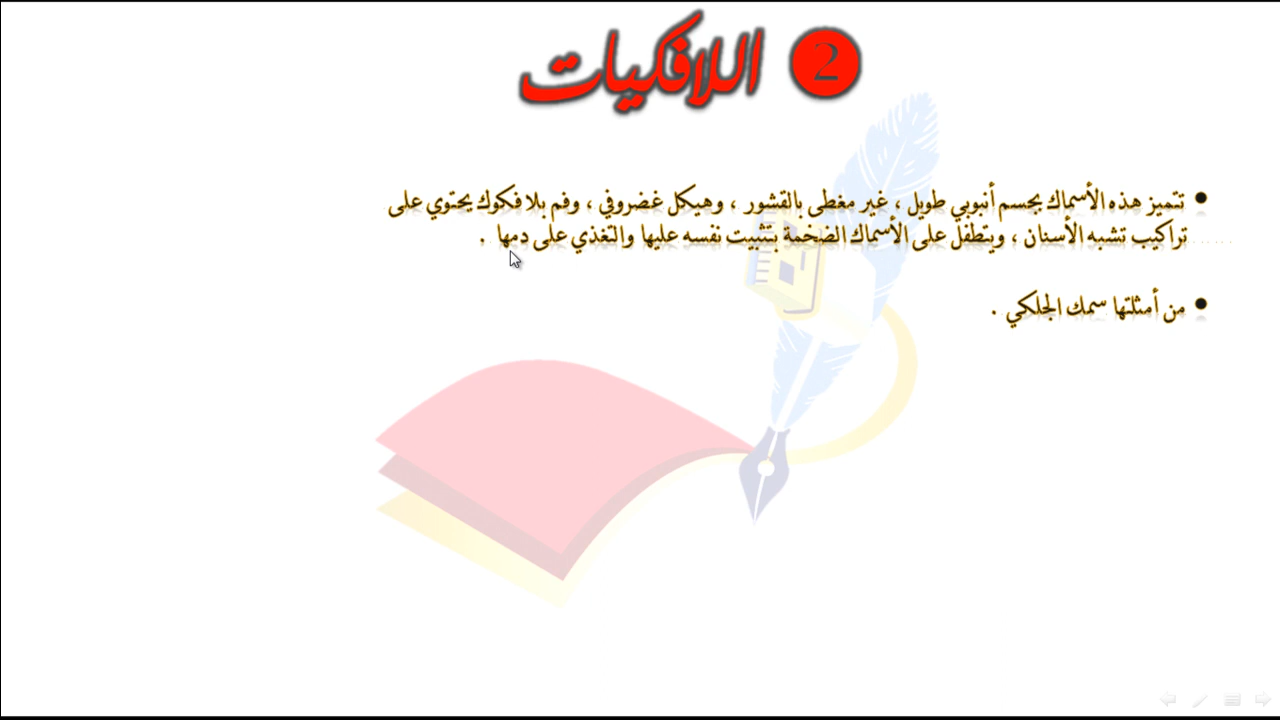 2 اللافكيات
• تتميز هذه الأسماك بجسم أنبوبي طويل ، غير مغطى بالقشور ، وهيكل غضروفي ، وفم بلا فكوك يحتوي على
تراكيب تشبه الأسنان ، ويتطفل على الأسماك الضخمة بتثبيت نفسه عليها والتغذي على دمها .
• من أمثلتها سمك الجلكي .